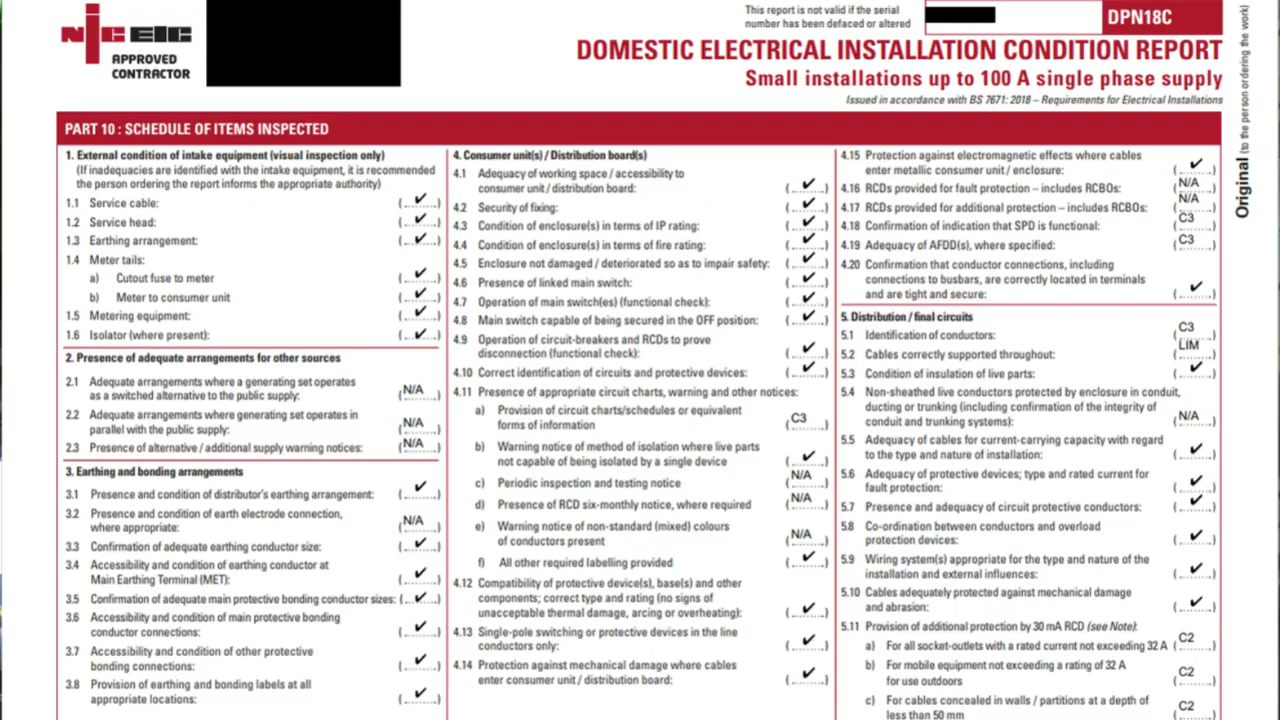 NICEIC
APPROVED
CONTRACTOR
This report is not valid if the serial
number has been defaced or altered
DPN18C
DOMESTIC ELECTRICAL INSTALLATION CONDITION REPORT
Small installations up to 100 A single phase supply
Issued in accordance with BS 7671: 2018 – Requirements for Electrical Installations
Original (to the person ordering the work)
PART 10 : SCHEDULE OF ITEMS INSPECTED
1. External condition of intake equipment (visual inspection only)
(If inadequacies are identified with the intake equipment, it is recommended
the person ordering the report informs the appropriate authority)
1.1 Service cable: (✔)
1.2 Service head: (✔)
1.3 Earthing arrangement: (✔)
1.4 Meter tails:
a) Cutout fuse to meter (✔)
b) Meter to consumer unit (✔)
1.5 Metering equipment: (✔)
1.6 Isolator (where present): (✔)
2. Presence of adequate arrangements for other sources
2.1 Adequate arrangements where a generating set operates
as a switched alternative to the public supply: (N/A)
2.2 Adequate arrangements where generating set operates in
parallel with the public supply: (N/A)
2.3 Presence of alternative / additional supply warning notices: (N/A)
3. Earthing and bonding arrangements
3.1 Presence and condition of distributor's earthing arrangement: (✔)
3.2 Presence and condition of earth electrode connection,
where appropriate: (N/A)
3.3 Confirmation of adequate earthing conductor size: (✔)
3.4 Accessibility and condition of earthing conductor at
Main Earthing Terminal (MET): (✔)
3.5 Confirmation of adequate main protective bonding conductor sizes: (✔)
3.6 Accessibility and condition of main protective bonding
conductor connections: (✔)
3.7 Accessibility and condition of other protective
bonding connections: (✔)
3.8 Provision of earthing and bonding labels at all
appropriate locations: (✔)
4. Consumer unit(s) / Distribution board(s)
4.1 Adequacy of working space / accessibility to
consumer unit / distribution board: (✔)
4.2 Security of fixing: (✔)
4.3 Condition of enclosure(s) in terms of IP rating: (✔)
4.4 Condition of enclosure(s) in terms of fire rating: (✔)
4.5 Enclosure not damaged / deteriorated so as to impair safety: (✔)
4.6 Presence of linked main switch: (✔)
4.7 Operation of main switch(es) (functional check): (✔)
4.8 Main switch capable of being secured in the OFF position: (✔)
4.9 Operation of circuit-breakers and RCDs to prove
disconnection (functional check): (✔)
4.10 Correct identification of circuits and protective devices: (✔)
4.11 Presence of appropriate circuit charts, warning and other notices:
a) Provision of circuit charts/schedules or equivalent
forms of information (C3)
b) Warning notice of method of isolation where live parts
not capable of being isolated by a single device (✔)
c) Periodic inspection and testing notice (N/A)
d) Presence of RCD six-monthly notice, where required (N/A)
e) Warning notice of non-standard (mixed) colours
of conductors present (N/A)
f) All other required labelling provided (✔)
4.12 Compatibility of protective device(s), base(s) and other
components; correct type and rating (no signs of
unacceptable thermal damage, arcing or overheating): (✔)
4.13 Single-pole switching or protective devices in the line
conductors only: (✔)
4.14 Protection against mechanical damage where cables
enter consumer unit / distribution board: (✔)
4.15 Protection against electromagnetic effects where cables
enter metallic consumer unit / enclosure: (✔)
4.16 RCDs provided for fault protection – includes RCBOs: (N/A)
4.17 RCDs provided for additional protection – includes RCBOs: (N/A)
4.18 Confirmation of indication that SPD is functional: (C3)
4.19 Adequacy of AFDD(s), where specified: (C3)
4.20 Confirmation that conductor connections, including
connections to busbars, are correctly located in terminals
and are tight and secure: (✔)
5. Distribution / final circuits
5.1 Identification of conductors: (C3)
5.2 Cables correctly supported throughout: (LIM)
5.3 Condition of insulation of live parts: (✔)
5.4 Non-sheathed live conductors protected by enclosure in conduit,
ducting or trunking (including confirmation of the integrity of
conduit and trunking systems): (N/A)
5.5 Adequacy of cables for current-carrying capacity with regard
to the type and nature of installation: (✔)
5.6 Adequacy of protective devices; type and rated current for
fault protection: (✔)
5.7 Presence and adequacy of circuit protective conductors: (✔)
5.8 Co-ordination between conductors and overload
protection devices: (✔)
5.9 Wiring system(s) appropriate for the type and nature of the
installation and external influences: (✔)
5.10 Cables adequately protected against mechanical damage
and abrasion: (✔)
5.11 Provision of additional protection by 30 mA RCD (see Note):
a) For all socket-outlets with a rated current not exceeding 32 A (C2)
b) For mobile equipment not exceeding a rating of 32 A
for use outdoors (C2)
c) For cables concealed in walls / partitions at a depth of
less than 50 mm (C2)